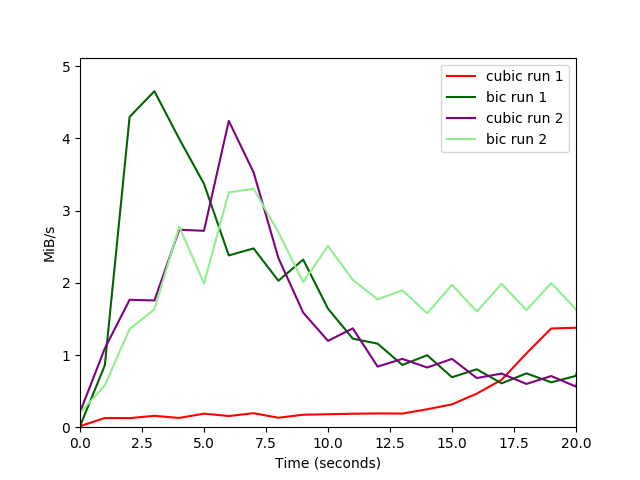 cubic run 1
bic run 1
cubic run 2
bic run 2
MiB/s
5
4
3
2
1
0
0.0 2.5 5.0 7.5 10.0 12.5 15.0 17.5 20.0
Time (seconds)